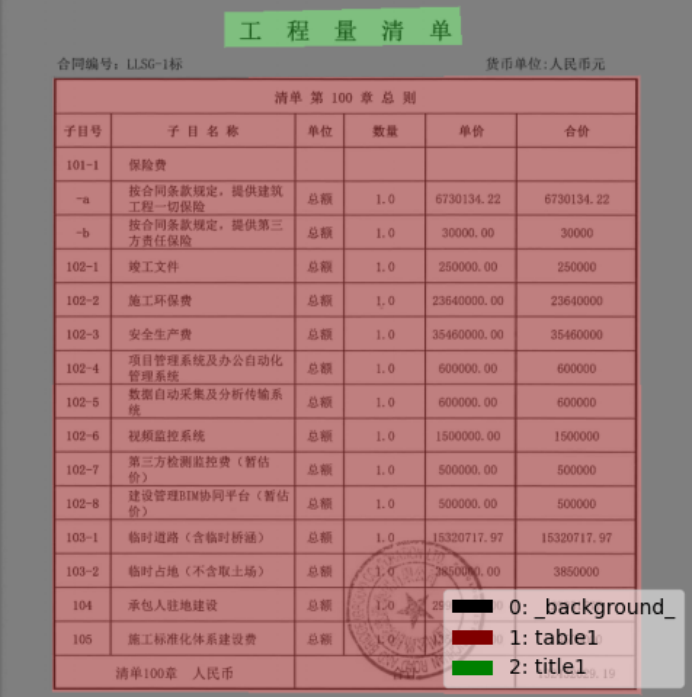 工 程 量 清 单
合同编号：LLSG-1标 货币单位:人民币元
清单 第 100 章 总 则
子目号 子 目 名 称 单位 数量 单价 合价
101-1 保险费
-a 按合同条款规定，提供建筑
工程一切保险 总额 1.0 6730134.22 6730134.22
-b 按合同条款规定，提供第三
方责任保险 总额 1.0 30000.00 30000
102-1 竣工文件 总额 1.0 250000.00 250000
102-2 施工环保费 总额 1.0 23640000.00 23640000
102-3 安全生产费 总额 1.0 35460000.00 35460000
102-4 项目管理系统及办公自动化
管理系统 总额 1.0 600000.00 600000
102-5 数据自动采集及分析传输系
统 总额 1.0 600000.00 600000
102-6 视频监控系统 总额 1.0 1500000.00 1500000
102-7 第三方检测监控费（暂估
价） 总额 1.0 500000.00 500000
102-8 建设管理BIM协同平台（暂估
价） 总额 1.0 500000.00 500000
103-1 临时道路（含临时桥涵） 总额 1.0 15320717.97 15320717.97
103-2 临时占地（不含取土场） 总额 1.0 3850000.00 3850000
104 承包人驻地建设 总额 1.0
105 施工标准化体系建设费 总额 1.0
清单100章 人民币
0: _background_
1: table1
2: title1